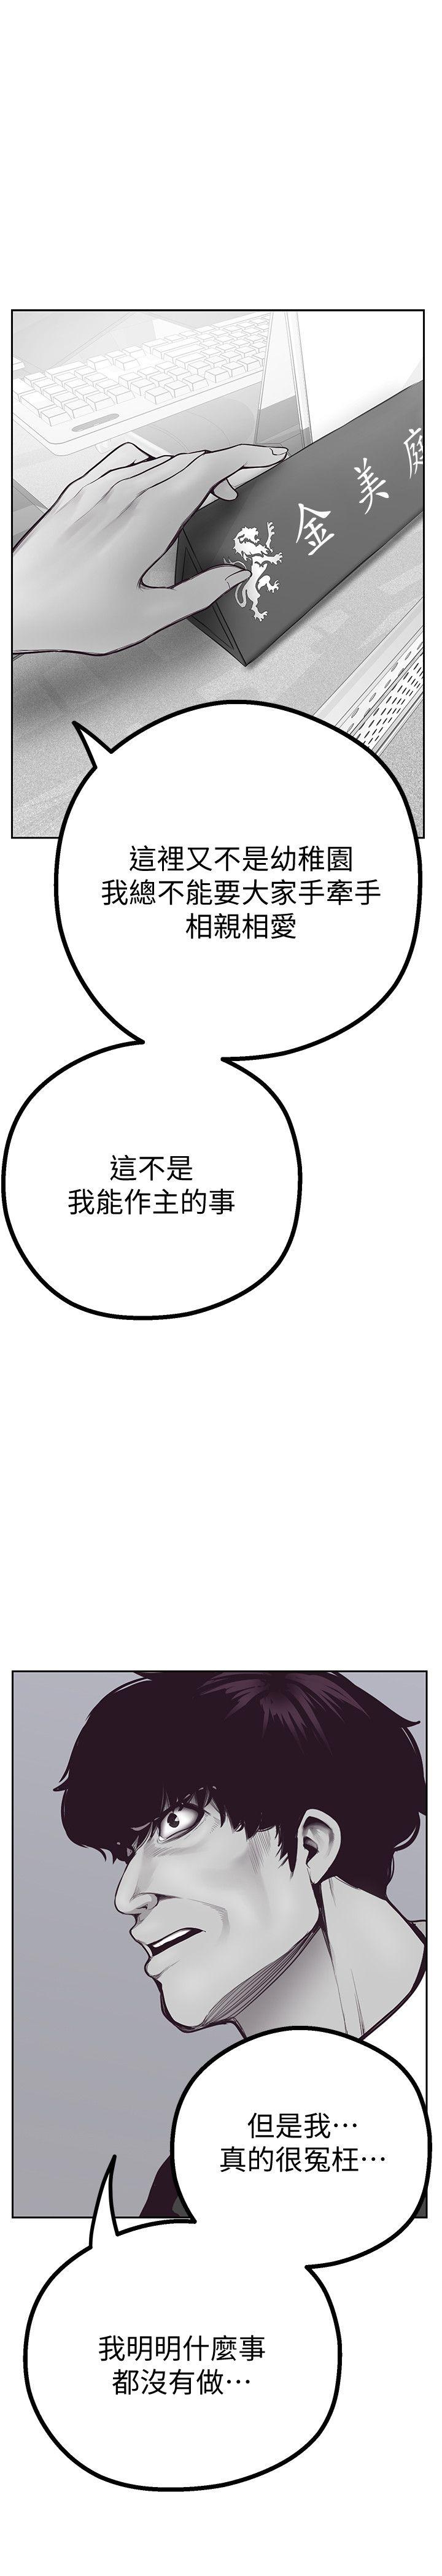 金美庭
這裡又不是幼稚園
我總不能要大家手牽手
相親相愛
這不是
我能作主的事
但是我…
真的很冤枉…
我明明什麼事
都沒有做…